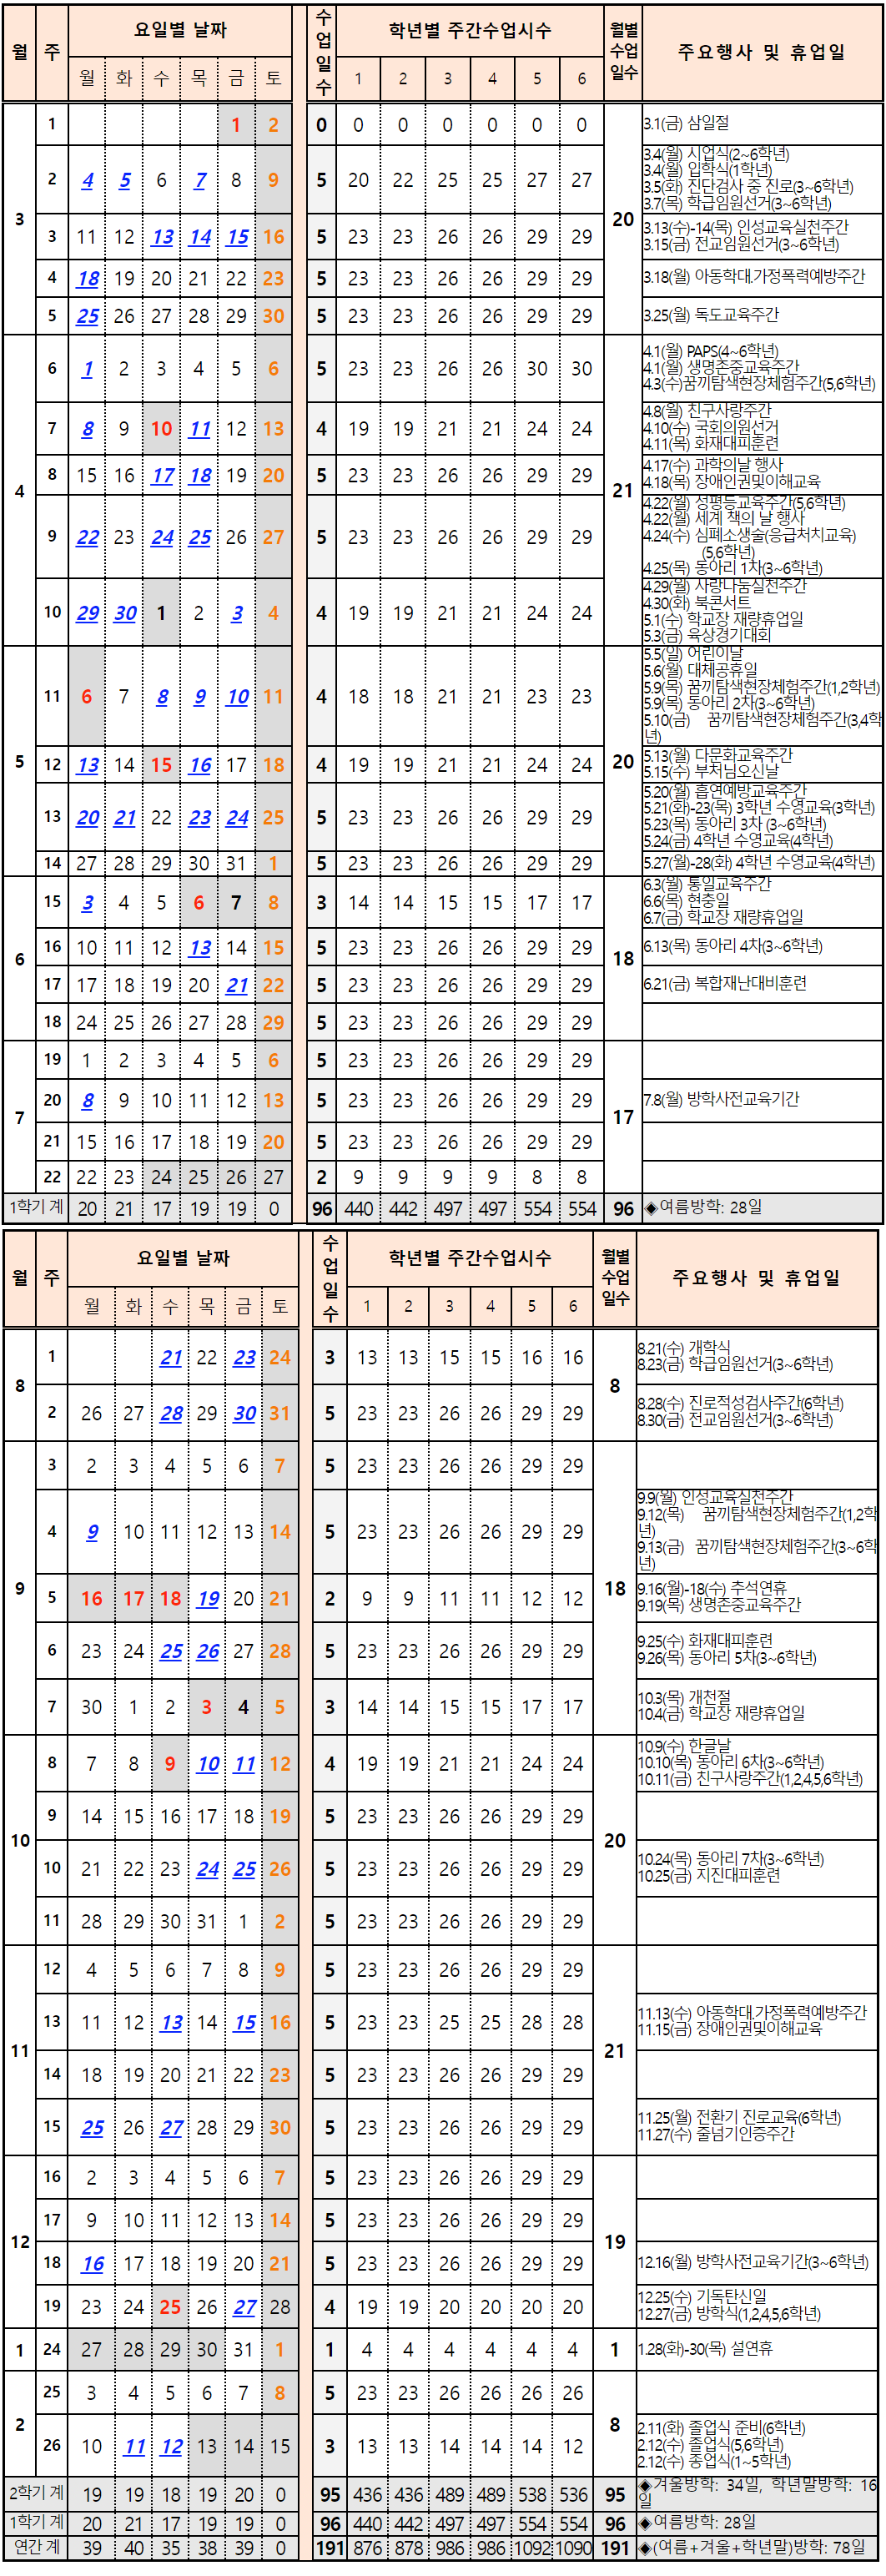 월 주 요일별 날짜 수업일수 학년별 주간수업시수 월별수업일수 주요행사 및 휴업일
월 화 수 목 금 토 1 2 3 4 5 6
3 1 1 2 0 0 0 0 0 0 0 20 3.1(금) 삼일절
2 4 5 6 7 8 9 5 20 22 25 25 27 27
3.4(월) 시업식(2~6학년)
3.4(월) 입학식(1학년)
3.5(화) 진단검사 중 진로(3~6학년)
3.7(목) 학급임원선거(3~6학년)
3 11 12 13 14 15 16 5 23 23 26 26 29 29
3.13(수)-14(목) 인성교육실천주간
3.15(금) 전교임원선거(3~6학년)
4 18 19 20 21 22 23 5 23 23 26 26 29 29 3.18(월) 아동학대.가정폭력예방주간
5 25 26 27 28 29 30 5 23 23 26 26 29 29 3.25(월) 독도교육주간
4 6 1 2 3 4 5 6 5 23 23 26 26 30 30 21
4.1(월) PAPS(4~6학년)
4.1(월) 생명존중교육주간
4.3(수)꿈끼탐색현장체험주간(5,6학년)
7 8 9 10 11 12 13 4 19 19 21 21 24 24
4.8(월) 친구사랑주간
4.10(수) 국회의원선거
4.11(목) 화재대피훈련
8 15 16 17 18 19 20 5 23 23 26 26 29 29
4.17(수) 과학의날 행사
4.18(목) 장애인권및이해교육
9 22 23 24 25 26 27 5 23 23 26 26 29 29
4.22(월) 성평등교육주간(5,6학년)
4.22(월) 세계 책의 날 행사
4.24(수) 심폐소생술(응급처치교육)
(5,6학년)
4.25(목) 동아리 1차(3~6학년)
10 29 30 1 2 3 4 4 19 19 21 21 24 24
4.29(월) 사랑나눔실천주간
4.30(화) 북콘서트
5.1(수) 학교장 재량휴업일
5.3(금) 육상경기대회
5 11 6 7 8 9 10 11 4 18 18 21 21 23 23 20
5.5(일) 어린이날
5.6(월) 대체공휴일
5.9(목) 꿈끼탐색현장체험주간(1,2학년)
5.9(목) 동아리 2차(3~6학년)
5.10(금) 꿈끼탐색현장체험주간(3,4학
년)
12 13 14 15 16 17 18 4 19 19 21 21 24 24
5.13(월) 다문화교육주간
5.15(수) 부처님오신날
13 20 21 22 23 24 25 5 23 23 26 26 29 29
5.20(월) 흡연예방교육주간
5.21(화)-23(목) 3학년 수영교육(3학년)
5.23(목) 동아리 3차 (3~6학년)
5.24(금) 4학년 수영교육(4학년)
14 27 28 29 30 31 1 5 23 23 26 26 29 29 5.27(월)-28(화) 4학년 수영교육(4학년)
6 15 3 4 5 6 7 8 3 14 14 15 15 17 17 18
6.3(월) 통일교육주간
6.6(목) 현충일
6.7(금) 학교장 재량휴업일
16 10 11 12 13 14 15 5 23 23 26 26 29 29 6.13(목) 동아리 4차(3~6학년)
17 17 18 19 20 21 22 5 23 23 26 26 29 29 6.21(금) 복합재난대비훈련
18 24 25 26 27 28 29 5 23 23 26 26 29 29
7 19 1 2 3 4 5 6 5 23 23 26 26 29 29 17
20 8 9 10 11 12 13 5 23 23 26 26 29 29 7.8(월) 방학사전교육기간
21 15 16 17 18 19 20 5 23 23 26 26 29 29
22 22 23 24 25 26 27 2 9 9 9 9 8 8
1학기 계 20 21 17 19 19 0 96 440 442 497 497 554 554 96 ◈여름방학: 28일
월 주 요일별 날짜 수업일수 학년별 주간수업시수 월별수업일수 주요행사 및 휴업일
월 화 수 목 금 토 1 2 3 4 5 6
8 1 21 22 23 24 3 13 13 15 15 16 16 8
8.21(수) 개학식
8.23(금) 학급임원선거(3~6학년)
2 26 27 28 29 30 31 5 23 23 26 26 29 29
8.28(수) 진로적성검사주간(6학년)
8.30(금) 전교임원선거(3~6학년)
9 3 2 3 4 5 6 7 5 23 23 26 26 29 29 18
4 9 10 11 12 13 14 5 23 23 26 26 29 29
9.9(월) 인성교육실천주간
9.12(목) 꿈끼탐색현장체험주간(1,2학
년)
9.13(금) 꿈끼탐색현장체험주간(3~6학
년)
5 16 17 18 19 20 21 2 9 9 11 11 12 12
9.16(월)-18(수) 추석연휴
9.19(목) 생명존중교육주간
6 23 24 25 26 27 28 5 23 23 26 26 29 29
9.25(수) 화재대피훈련
9.26(목) 동아리 5차(3~6학년)
7 30 1 2 3 4 5 3 14 14 15 15 17 17
10.3(목) 개천절
10.4(금) 학교장 재량휴업일
10 8 7 8 9 10 11 12 4 19 19 21 21 24 24 20
10.9(수) 한글날
10.10(목) 동아리 6차(3~6학년)
10.11(금) 친구사랑주간(1,2,4,5,6학년)
9 14 15 16 17 18 19 5 23 23 26 26 29 29
10 21 22 23 24 25 26 5 23 23 26 26 29 29
10.24(목) 동아리 7차(3~6학년)
10.25(금) 지진대피훈련
11 28 29 30 31 1 2 5 23 23 26 26 29 29
11 12 4 5 6 7 8 9 5 23 23 26 26 29 29 21
13 11 12 13 14 15 16 5 23 23 25 25 28 28
11.13(수) 아동학대.가정폭력예방주간
11.15(금) 장애인권및이해교육
14 18 19 20 21 22 23 5 23 23 26 26 29 29
15 25 26 27 28 29 30 5 23 23 26 26 29 29
11.25(월) 전환기 진로교육(6학년)
11.27(수) 줄넘기인증주간
12 16 2 3 4 5 6 7 5 23 23 26 26 29 29 19
17 9 10 11 12 13 14 5 23 23 26 26 29 29
18 16 17 18 19 20 21 5 23 23 26 26 29 29 12.16(월) 방학사전교육기간(3~6학년)
19 23 24 25 26 27 28 4 19 19 20 20 20 20
12.25(수) 기독탄신일
12.27(금) 방학식(1,2,4,5,6학년)
1 24 27 28 29 30 31 1 1 4 4 4 4 4 4 1 1.28(화)-30(목) 설연휴
2 25 3 4 5 6 7 8 5 23 23 26 26 26 26 8
26 10 11 12 13 14 15 3 13 13 14 14 14 12
2.11(화) 졸업식 준비(6학년)
2.12(수) 졸업식(5,6학년)
2.12(수) 종업식(1~5학년)
2학기 계 19 19 18 19 20 0 95 436 436 489 489 538 536 95 ◈겨울방학: 34일, 학년말방학: 16
일
1학기 계 20 21 17 19 19 0 96 440 442 497 497 554 554 96 ◈여름방학: 28일
연간 계 39 40 35 38 39 0 191 876 878 986 986 1092 1090 191 ◈(여름+겨울+학년말)방학: 78일